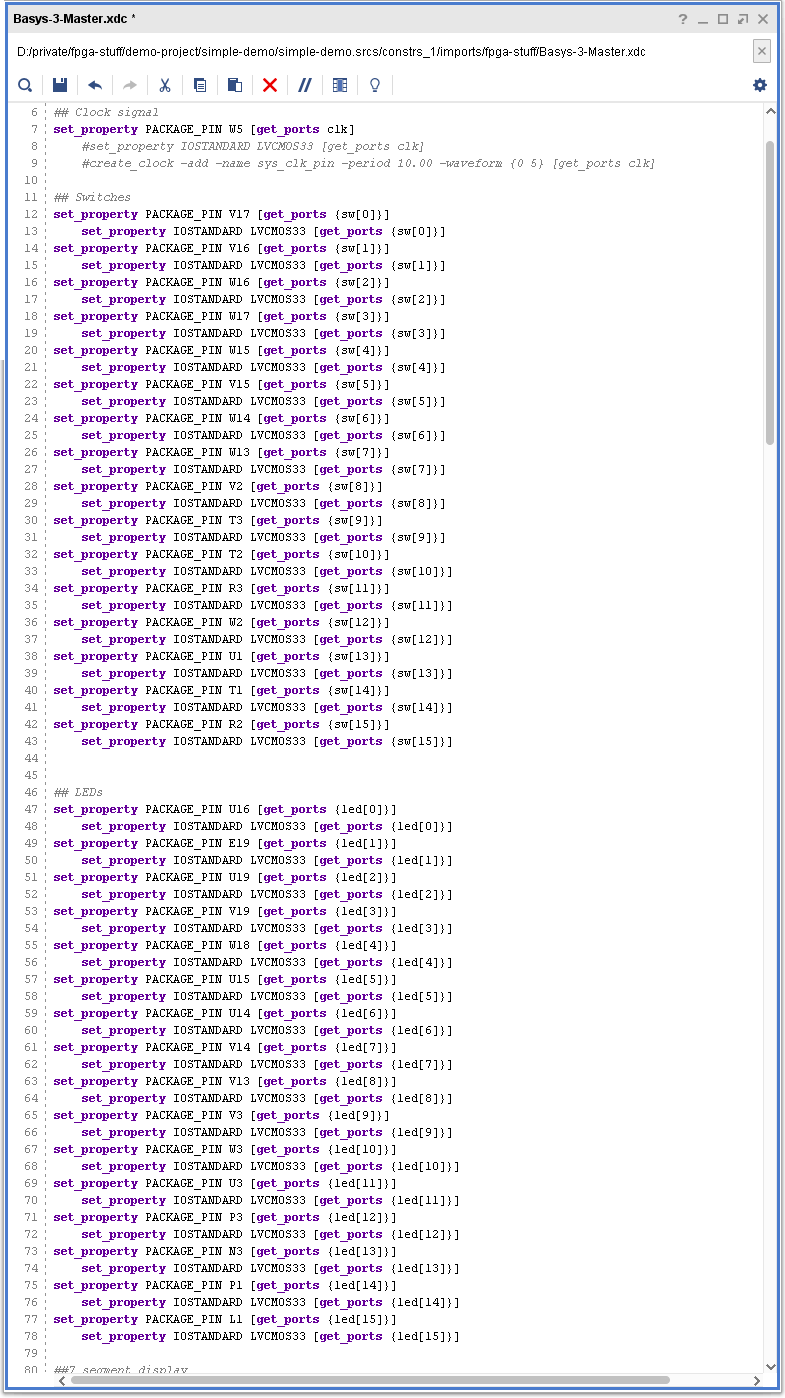 Basys-3-Master.xdc *
? _ X
D:/private/fpga-stuff/demo-project/simple-demo/simple-demo.srcs/constrs_1/imports/fpga-stuff/Basys-3-Master.xdc
6 ## Clock signal
7 set_property PACKAGE_PIN W5 [get_ports clk]
8 #set_property IOSTANDARD LVCMOS33 [get_ports clk]
9 #create_clock -add -name sys_clk_pin -period 10.00 -waveform {0 5} [get_ports clk]
10
11 ## Switches
12 set_property PACKAGE_PIN V17 [get_ports {sw[0]}]
13 set_property IOSTANDARD LVCMOS33 [get_ports {sw[0]}]
14 set_property PACKAGE_PIN V16 [get_ports {sw[1]}]
15 set_property IOSTANDARD LVCMOS33 [get_ports {sw[1]}]
16 set_property PACKAGE_PIN W16 [get_ports {sw[2]}]
17 set_property IOSTANDARD LVCMOS33 [get_ports {sw[2]}]
18 set_property PACKAGE_PIN W17 [get_ports {sw[3]}]
19 set_property IOSTANDARD LVCMOS33 [get_ports {sw[3]}]
20 set_property PACKAGE_PIN W15 [get_ports {sw[4]}]
21 set_property IOSTANDARD LVCMOS33 [get_ports {sw[4]}]
22 set_property PACKAGE_PIN V15 [get_ports {sw[5]}]
23 set_property IOSTANDARD LVCMOS33 [get_ports {sw[5]}]
24 set_property PACKAGE_PIN W14 [get_ports {sw[6]}]
25 set_property IOSTANDARD LVCMOS33 [get_ports {sw[6]}]
26 set_property PACKAGE_PIN W13 [get_ports {sw[7]}]
27 set_property IOSTANDARD LVCMOS33 [get_ports {sw[7]}]
28 set_property PACKAGE_PIN V2 [get_ports {sw[8]}]
29 set_property IOSTANDARD LVCMOS33 [get_ports {sw[8]}]
30 set_property PACKAGE_PIN T3 [get_ports {sw[9]}]
31 set_property IOSTANDARD LVCMOS33 [get_ports {sw[9]}]
32 set_property PACKAGE_PIN T2 [get_ports {sw[10]}]
33 set_property IOSTANDARD LVCMOS33 [get_ports {sw[10]}]
34 set_property PACKAGE_PIN R3 [get_ports {sw[11]}]
35 set_property IOSTANDARD LVCMOS33 [get_ports {sw[11]}]
36 set_property PACKAGE_PIN W2 [get_ports {sw[12]}]
37 set_property IOSTANDARD LVCMOS33 [get_ports {sw[12]}]
38 set_property PACKAGE_PIN U1 [get_ports {sw[13]}]
39 set_property IOSTANDARD LVCMOS33 [get_ports {sw[13]}]
40 set_property PACKAGE_PIN T1 [get_ports {sw[14]}]
41 set_property IOSTANDARD LVCMOS33 [get_ports {sw[14]}]
42 set_property PACKAGE_PIN R2 [get_ports {sw[15]}]
43 set_property IOSTANDARD LVCMOS33 [get_ports {sw[15]}]
44
45
46 ## LEDs
47 set_property PACKAGE_PIN U16 [get_ports {led[0]}]
48 set_property IOSTANDARD LVCMOS33 [get_ports {led[0]}]
49 set_property PACKAGE_PIN E19 [get_ports {led[1]}]
50 set_property IOSTANDARD LVCMOS33 [get_ports {led[1]}]
51 set_property PACKAGE_PIN U19 [get_ports {led[2]}]
52 set_property IOSTANDARD LVCMOS33 [get_ports {led[2]}]
53 set_property PACKAGE_PIN V19 [get_ports {led[3]}]
54 set_property IOSTANDARD LVCMOS33 [get_ports {led[3]}]
55 set_property PACKAGE_PIN W18 [get_ports {led[4]}]
56 set_property IOSTANDARD LVCMOS33 [get_ports {led[4]}]
57 set_property PACKAGE_PIN U15 [get_ports {led[5]}]
58 set_property IOSTANDARD LVCMOS33 [get_ports {led[5]}]
59 set_property PACKAGE_PIN U14 [get_ports {led[6]}]
60 set_property IOSTANDARD LVCMOS33 [get_ports {led[6]}]
61 set_property PACKAGE_PIN V14 [get_ports {led[7]}]
62 set_property IOSTANDARD LVCMOS33 [get_ports {led[7]}]
63 set_property PACKAGE_PIN V13 [get_ports {led[8]}]
64 set_property IOSTANDARD LVCMOS33 [get_ports {led[8]}]
65 set_property PACKAGE_PIN V3 [get_ports {led[9]}]
66 set_property IOSTANDARD LVCMOS33 [get_ports {led[9]}]
67 set_property PACKAGE_PIN W3 [get_ports {led[10]}]
68 set_property IOSTANDARD LVCMOS33 [get_ports {led[10]}]
69 set_property PACKAGE_PIN U3 [get_ports {led[11]}]
70 set_property IOSTANDARD LVCMOS33 [get_ports {led[11]}]
71 set_property PACKAGE_PIN P3 [get_ports {led[12]}]
72 set_property IOSTANDARD LVCMOS33 [get_ports {led[12]}]
73 set_property PACKAGE_PIN N3 [get_ports {led[13]}]
74 set_property IOSTANDARD LVCMOS33 [get_ports {led[13]}]
75 set_property PACKAGE_PIN P1 [get_ports {led[14]}]
76 set_property IOSTANDARD LVCMOS33 [get_ports {led[14]}]
77 set_property PACKAGE_PIN L1 [get_ports {led[15]}]
78 set_property IOSTANDARD LVCMOS33 [get_ports {led[15]}]
79
80 ##7 segment display